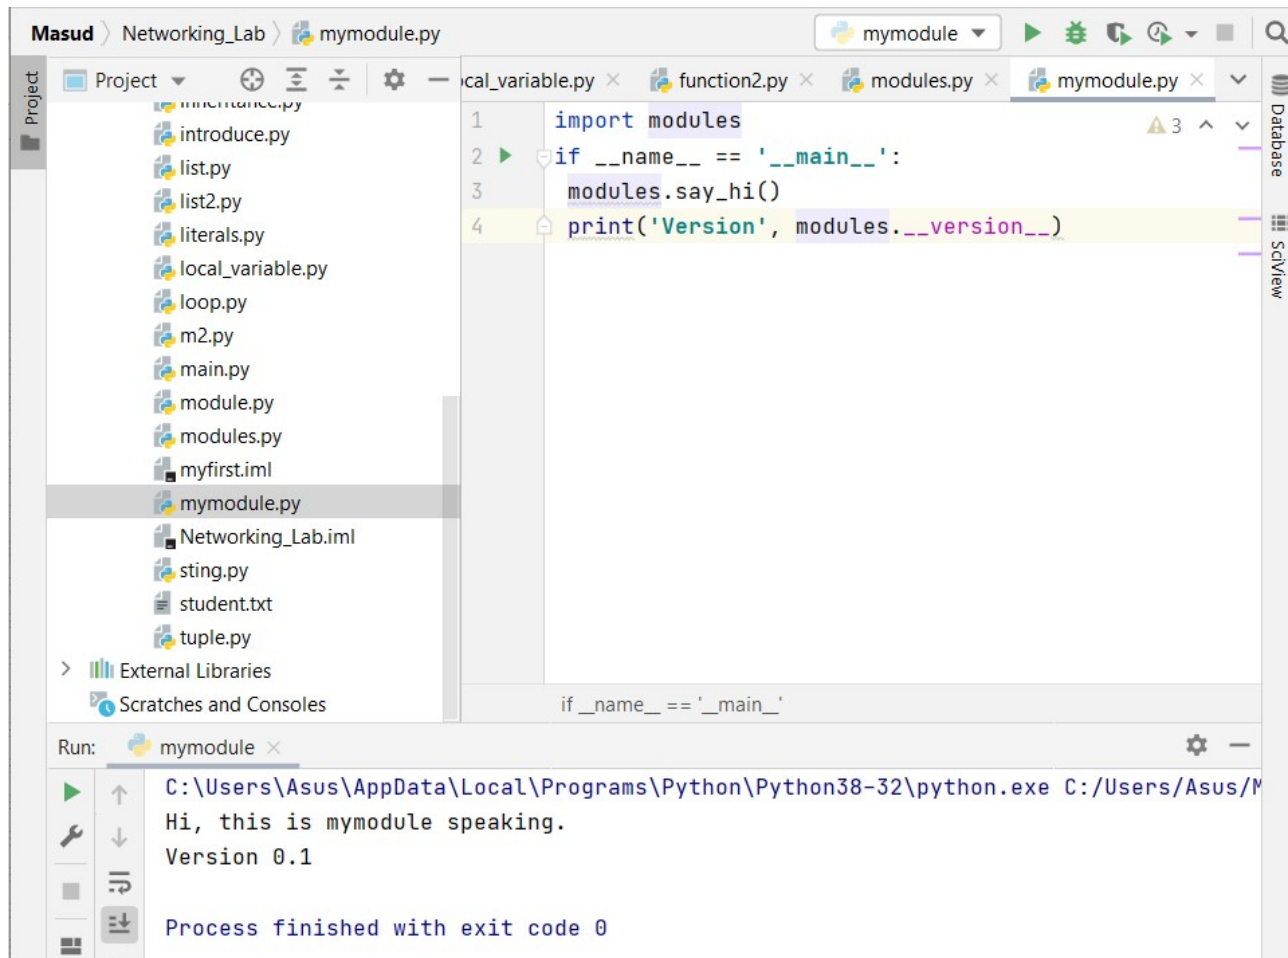 Masud Networking_Lab mymodule.py mymodule
Project
Project
introduce.py
list.py
list2.py
literals.py
local_variable.py
loop.py
m2.py
main.py
module.py
modules.py
myfirst.iml
mymodule.py
Networking_Lab.iml
sting.py
student.txt
tuple.py
External Libraries
Scratches and Consoles
function2.py modules.py mymodule.py
1 import modules
3
2 if __name__ == '__main__':
3 modules.say_hi()
4 print('Version', modules.__version__)
if __name__ == '__main__'
Database
SciView
Run: mymodule
C:\Users\Asus\AppData\Local\Programs\Python\Python38-32\python.exe C:/Users/Asus/M
Hi, this is mymodule speaking.
Version 0.1
Process finished with exit code 0